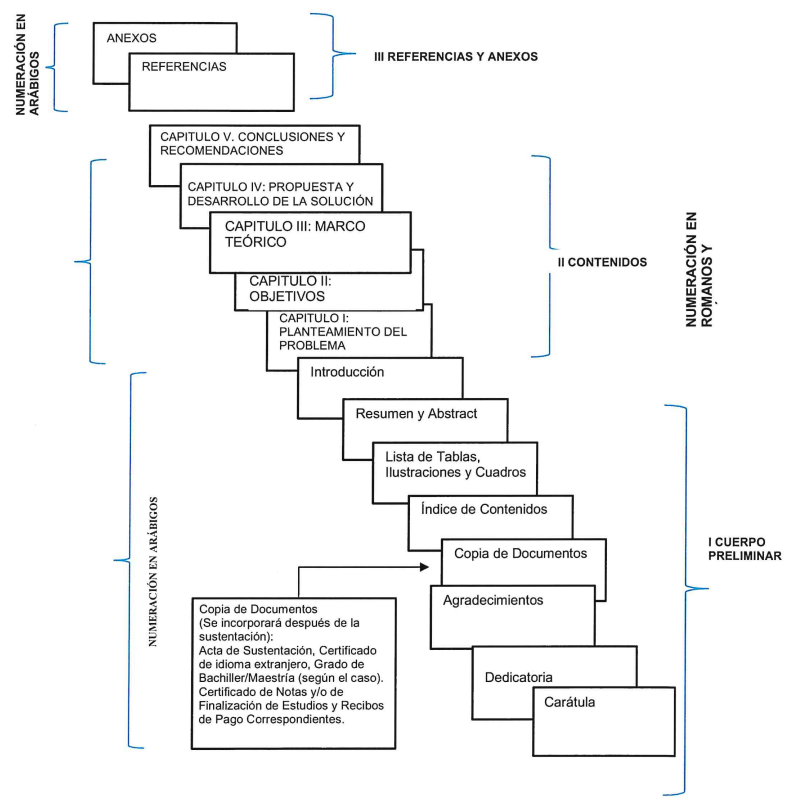 NUMERACIÓN EN
ARÁBIGOS
ANEXOS
REFERENCIAS
III REFERENCIAS Y ANEXOS
CAPITULO V. CONCLUSIONES Y
RECOMENDACIONES
CAPITULO IV: PROPUESTA Y
DESARROLLO DE LA SOLUCIÓN
CAPITULO III: MARCO
TEÓRICO
CAPITULO II:
OBJETIVOS
CAPITULO I:
PLANTEAMIENTO DEL
PROBLEMA
II CONTENIDOS
NUMERACIÓN EN
ROMANOS Y
Introducción
Resumen y Abstract
Lista de Tablas,
Ilustraciones y Cuadros
Índice de Contenidos
Copia de Documentos
Agradecimientos
Dedicatoria
Carátula
I CUERPO
PRELIMINAR
NUMERACIÓN EN ARÁBIGOS
Copia de Documentos
(Se incorporará después de la
sustentación):
Acta de Sustentación, Certificado
de idioma extranjero, Grado de
Bachiller/Maestría (según el caso).
Certificado de Notas y/o de
Finalización de Estudios y Recibos
de Pago Correspondientes.